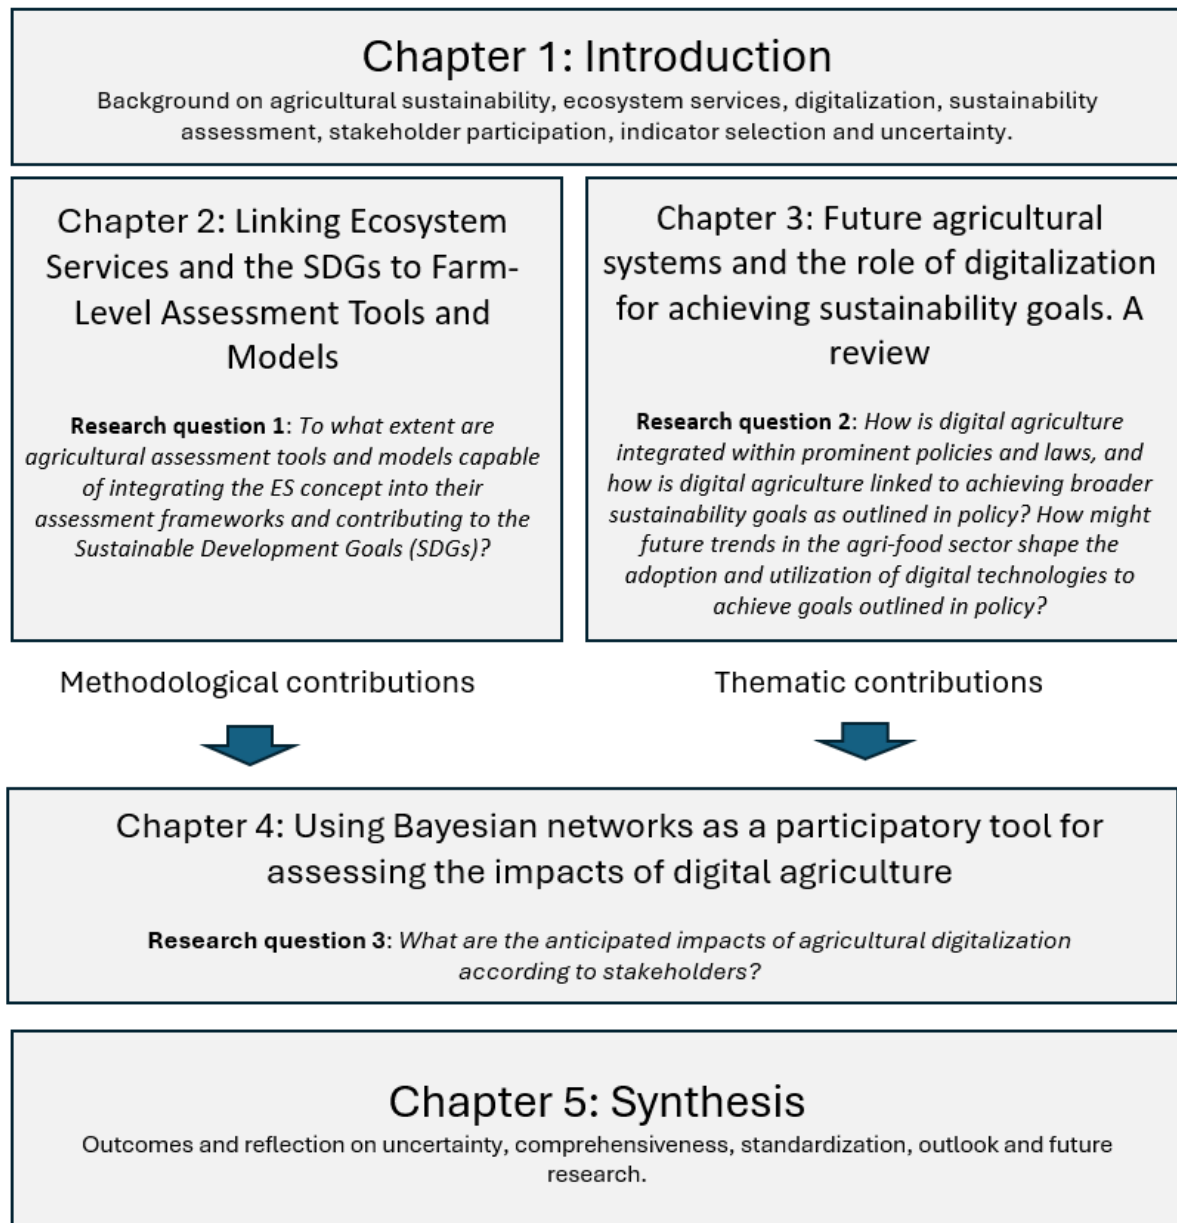 Chapter 1: Introduction
Background on agricultural sustainability, ecosystem services, digitalization, sustainability
assessment, stakeholder participation, indicator selection and uncertainty.
Chapter 2: Linking Ecosystem
Services and the SDGs to Farm-
Level Assessment Tools and
Models
Research question 1: To what extent are
agricultural assessment tools and models capable
of integrating the ES concept into their
assessment frameworks and contributing to the
Sustainable Development Goals (SDGs)?
Chapter 3: Future agricultural
systems and the role of digitalization
for achieving sustainability goals. A
review
Research question 2: How is digital agriculture
integrated within prominent policies and laws, and
how is digital agriculture linked to achieving broader
sustainability goals as outlined in policy? How might
future trends in the agri-food sector shape the
adoption and utilization of digital technologies to
achieve goals outlined in policy?
Methodological contributions
Thematic contributions
Chapter 4: Using Bayesian networks as a participatory tool for
assessing the impacts of digital agriculture
Research question 3: What are the anticipated impacts of agricultural digitalization
according to stakeholders?
Chapter 5: Synthesis
Outcomes and reflection on uncertainty, comprehensiveness, standardization, outlook and future
research.